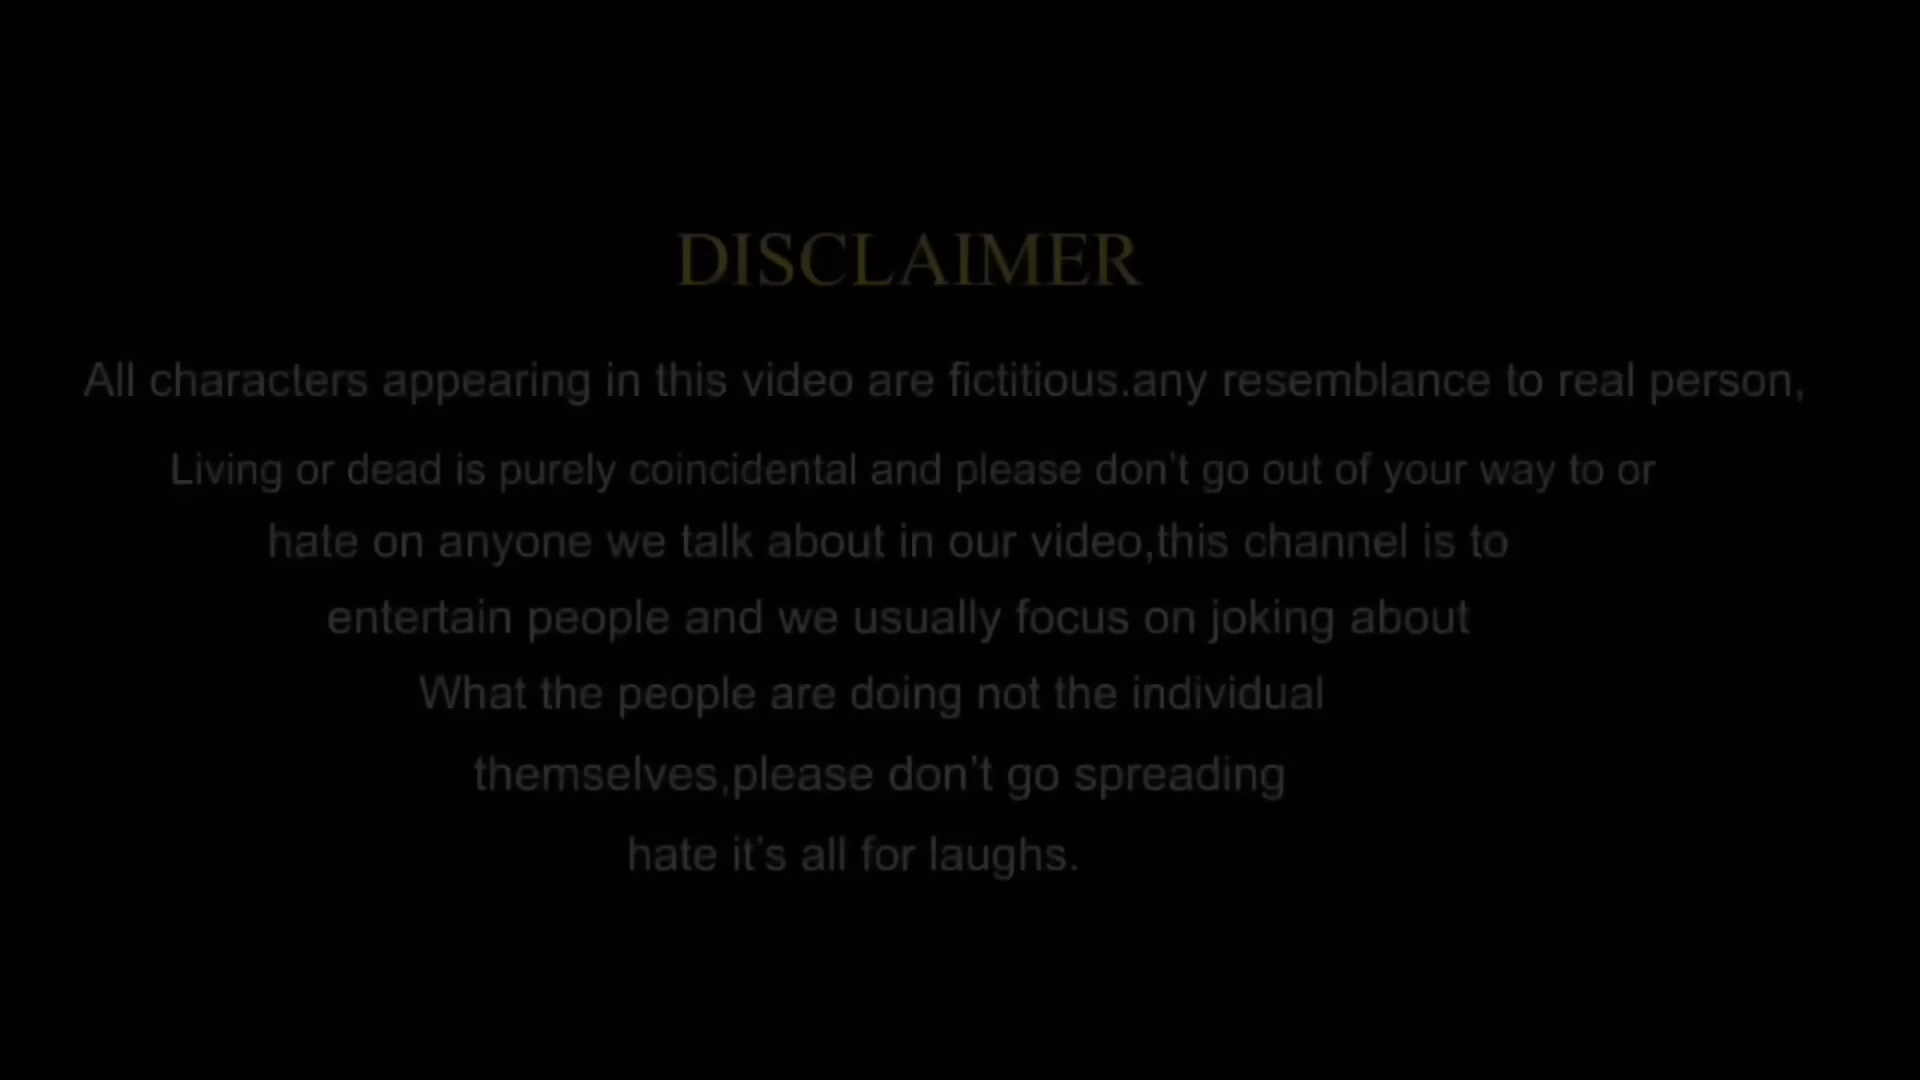 DISCLAIMER
All characters appearing in this video are fictitious.any resemblance to real person,
Living or dead is purely coincidental and please don't go out of your way to or
hate on anyone we talk about in our video,this channel is to
entertain people and we usually focus on joking about
What the people are doing not the individual
themselves,please don't go spreading
hate it's all for laughs.